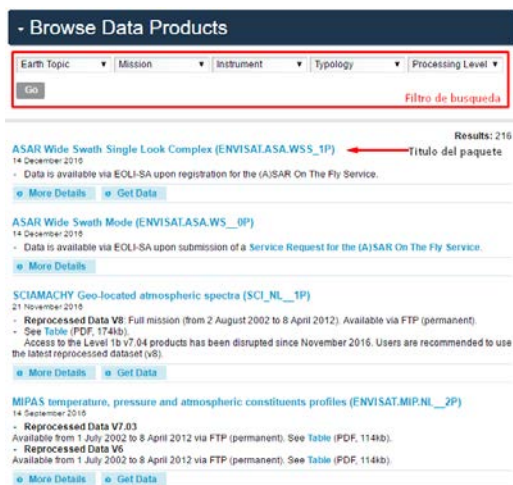 - Browse Data Products
Earth Topic Mission Instrument Typology Processing Level
Go
Filtro de busqueda
Results: 216
ASAR Wide Swath Single Look Complex (ENVISAT.ASA.WSS_1P) Titulo del paquete
14 December 2016
- Data is available via EOLI-SA upon registration for the (A)SAR On The Fly Service.
More Details Get Data
ASAR Wide Swath Mode (ENVISAT.ASA.WS__0P)
14 December 2016
- Data is available via EOLI-SA upon submission of a Service Request for the (A)SAR On The Fly Service.
More Details
SCIAMACHY Geo-located atmospheric spectra (SCI_NL__1P)
21 November 2016
- Reprocessed Data V8: Full mission (from 2 August 2002 to 8 April 2012). Available via FTP (permanent).
- See Table (PDF, 174kb).
Access to the Level 1b v7.04 products has been disrupted since November 2016. Users are recommended to use
the latest reprocessed dataset (v8).
More Details Get Data
MIPAS temperature, pressure and atmospheric constituents profiles (ENVISAT.MIP.NL__2P)
14 September 2016
- Reprocessed Data V7.03
Available from 1 July 2002 to 8 April 2012 via FTP (permanent). See Table (PDF, 114kb).
- Reprocessed Data V6
Available from 1 July 2002 to 8 April 2012 via FTP (permanent). See Table (PDF, 114kb).
More Details Get Data